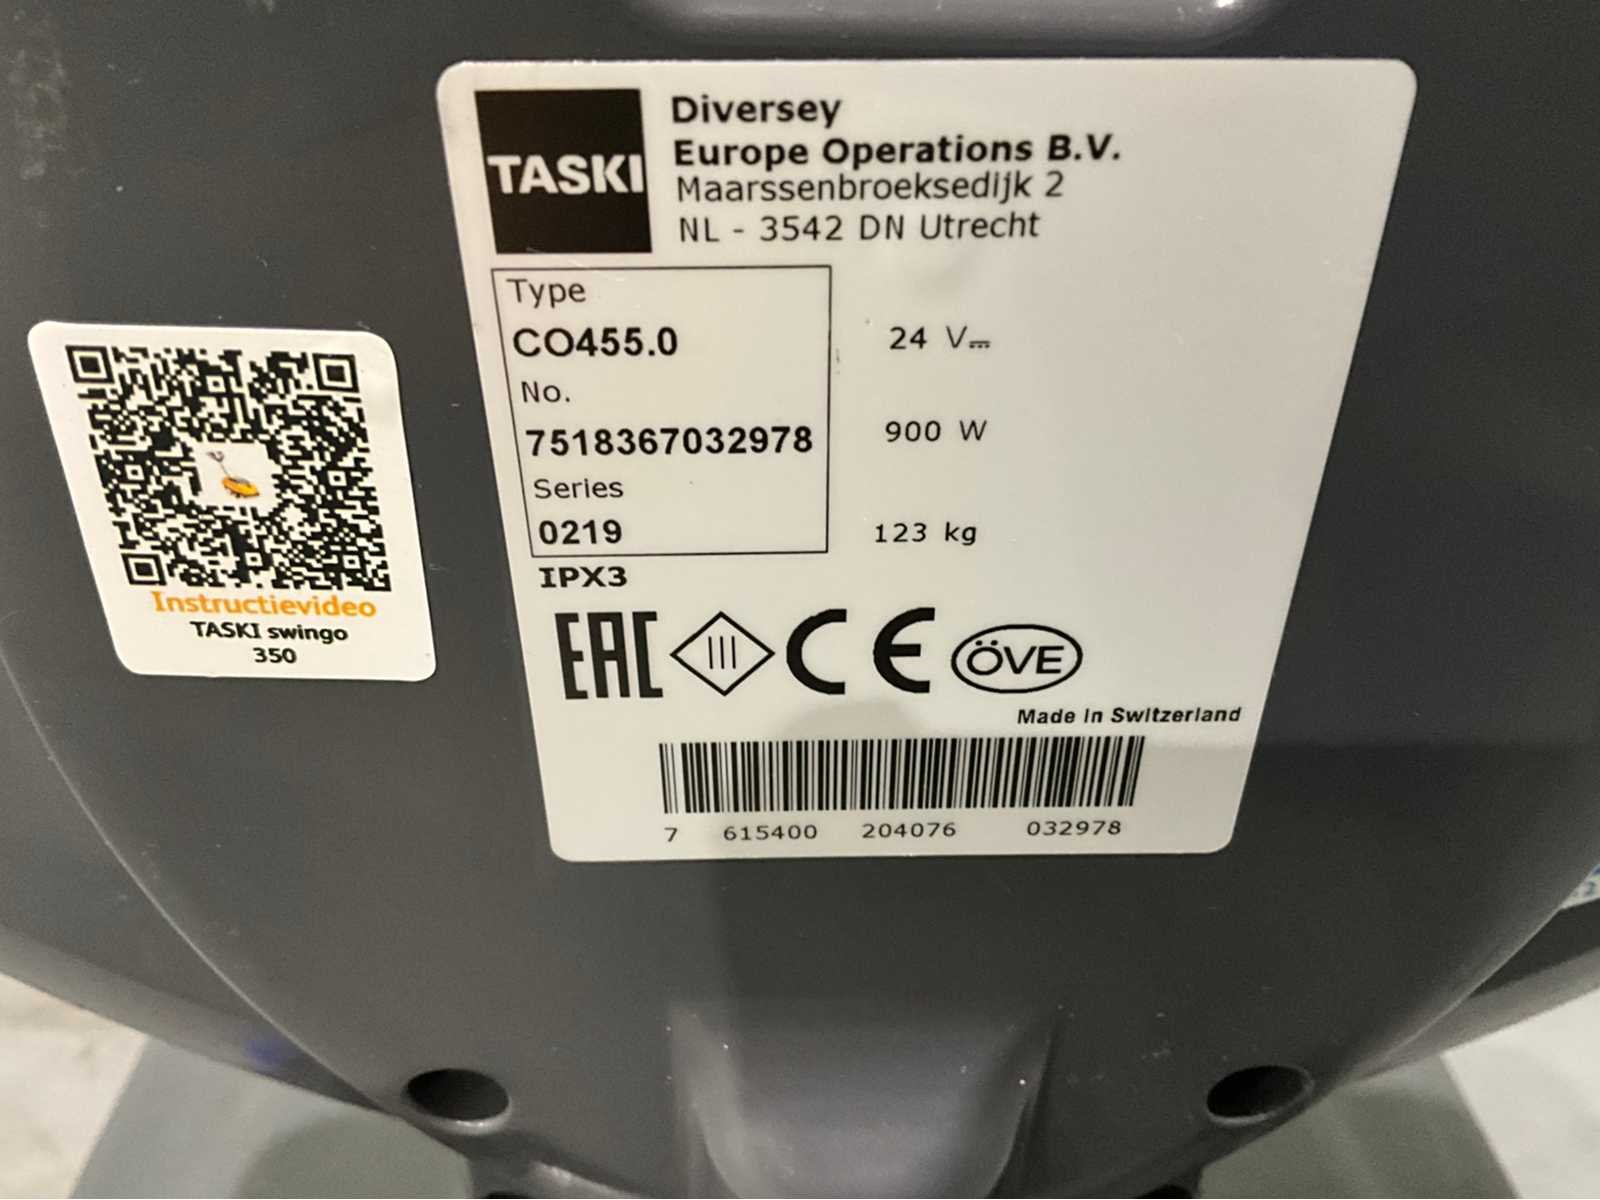 TASKI
Diversey
Europe Operations B.V.
Maarssenbroeksedijk 2
NL - 3542 DN Utrecht
Type
CO455.0
No.
7518367032978
Series
0219
24 V⎓
900 W
123 kg
IPX3
EAC III CE ÖVE
Made in Switzerland
7 615400 204076 032978
Instructievideo
TASKI swingo
350